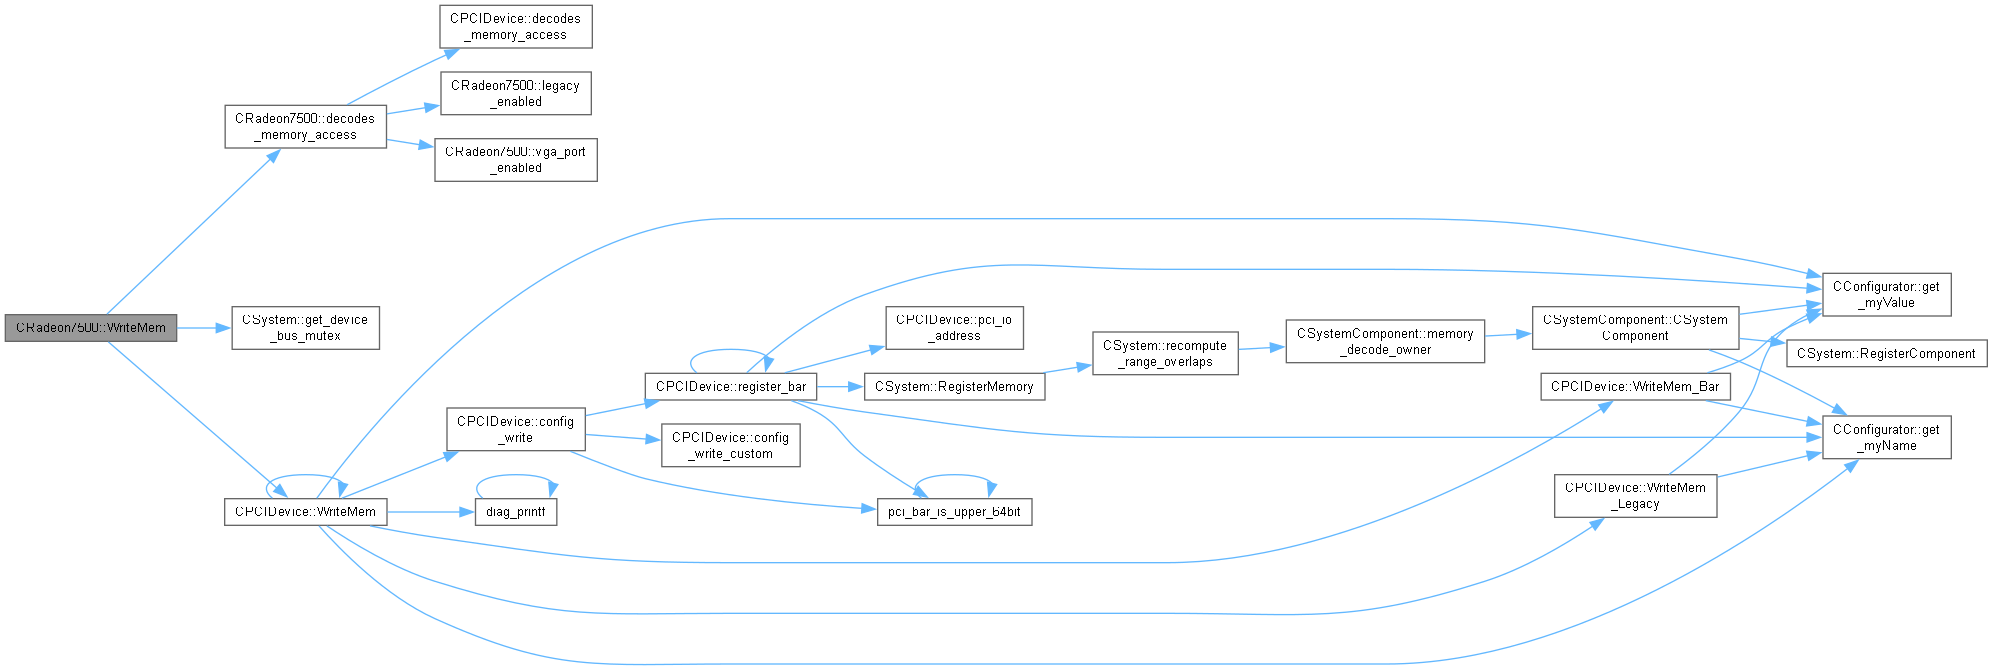 CPCIDevice::decodes
_memory_access
CRadeon7500::legacy
_enabled
CRadeon7500::decodes
_memory_access
CRadeon7500::vga_port
_enabled
CConfigurator::get
_myValue
CSystem::get_device
_bus_mutex
CPCIDevice::pci_io
_address
CSystemComponent::CSystem
Component
CRadeon7500::WriteMem
CSystemComponent::memory
_decode_owner
CSystem::recompute
_range_overlaps
CSystem::RegisterComponent
CPCIDevice::register_bar
CSystem::RegisterMemory
CPCIDevice::WriteMem_Bar
CPCIDevice::config
_write
CPCIDevice::config
_write_custom
CConfigurator::get
_myName
CPCIDevice::WriteMem
_Legacy
CPCIDevice::WriteMem
diag_printf
pci_bar_is_upper_64bit